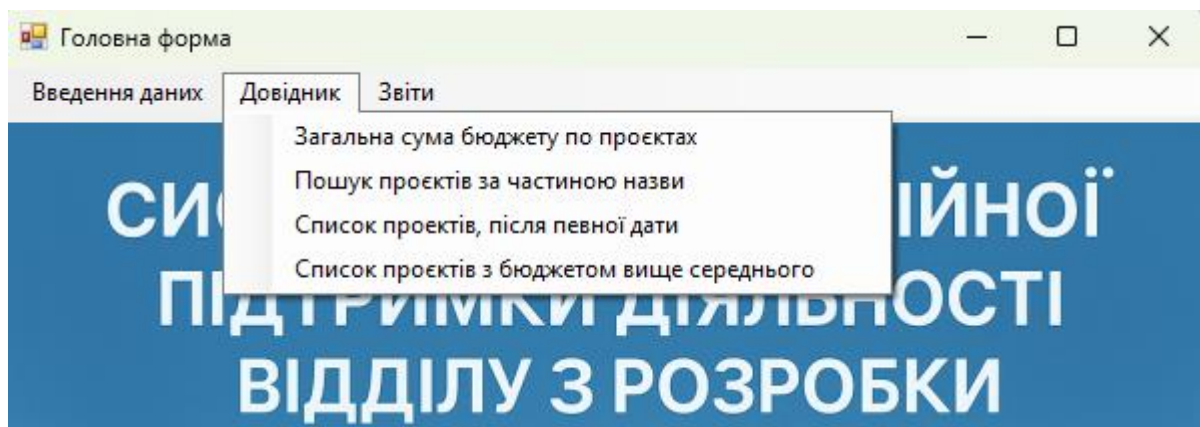 Головна форма
Введення даних Довідник Звіти
Загальна сума бюджету по проєктах
Пошук проєктів за частиною назви
Список проектів, після певної дати
Список проєктів з бюджетом вище середнього
ПІДТРИМКИ ДІЯЛЬНОСТІ
ВІДДІЛУ З РОЗРОБКИ